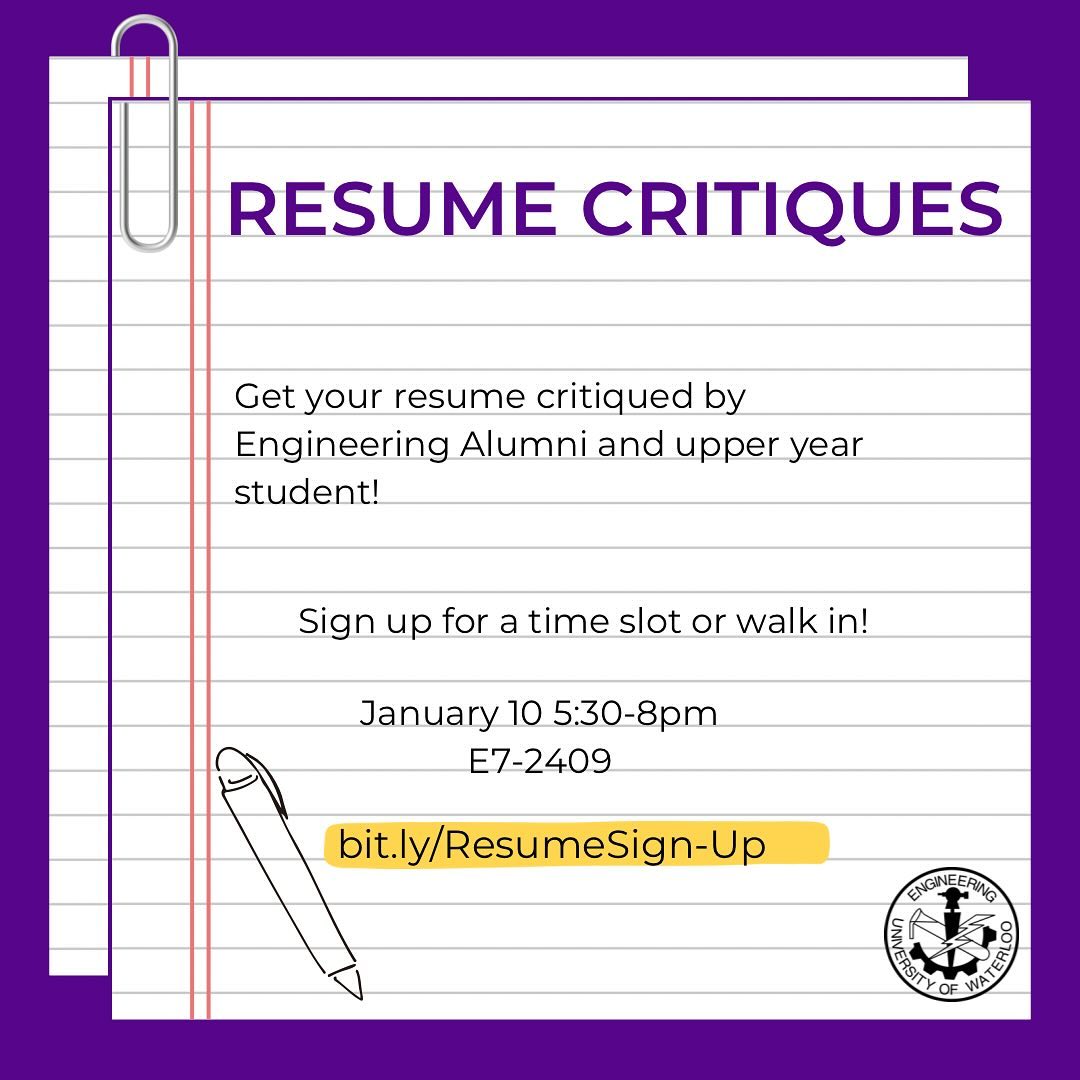 RESUME CRITIQUES
Get your resume critiqued by
Engineering Alumni and upper year
student!
Sign up for a time slot or walk in!
January 10 5:30-8pm
E7-2409
bit.ly/ResumeSign-Up
ENGINEERING
UNIVERSITY OF WATERLOO